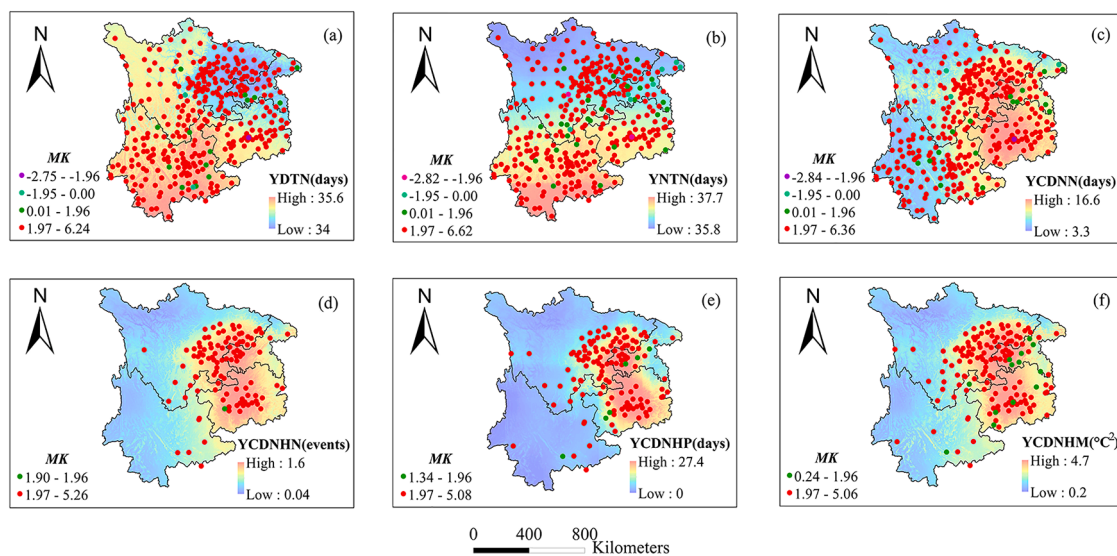 N
(a)
MK
-2.75 - -1.96
-1.95 - 0.00
0.01 - 1.96
1.97 - 6.24
YDTN(days)
High : 35.6
Low : 34
N
(b)
MK
-2.82 - -1.96
-1.95 - 0.00
0.01 - 1.96
1.97 - 6.62
YNTN(days)
High : 37.7
Low : 35.8
N
(c)
MK
-2.84 - -1.96
-1.95 - 0.00
0.01 - 1.96
1.97 - 6.36
YCDNN(days)
High : 16.6
Low : 3.3
N
(d)
MK
1.90 - 1.96
1.97 - 5.26
YCDNHN(events)
High : 1.6
Low : 0.04
N
(e)
MK
1.34 - 1.96
1.97 - 5.08
YCDNHP(days)
High : 27.4
Low : 0
N
(f)
MK
0.24 - 1.96
1.97 - 5.06
YCDNHM(°C²)
High : 4.7
Low : 0.2
0 400 800
Kilometers